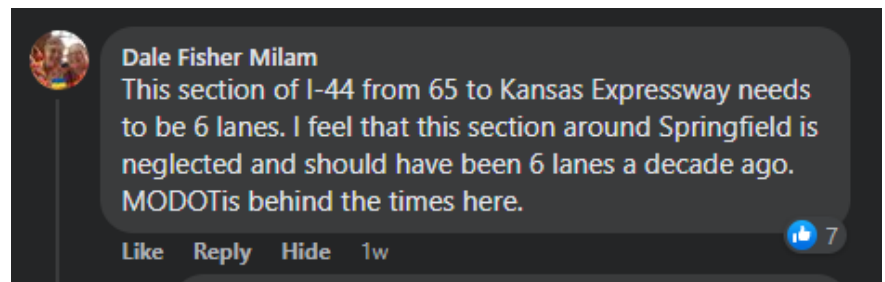 Dale Fisher Milam
This section of I-44 from 65 to Kansas Expressway needs
to be 6 lanes. I feel that this section around Springfield is
neglected and should have been 6 lanes a decade ago.
MODOTis behind the times here.
7
Like Reply Hide 1w